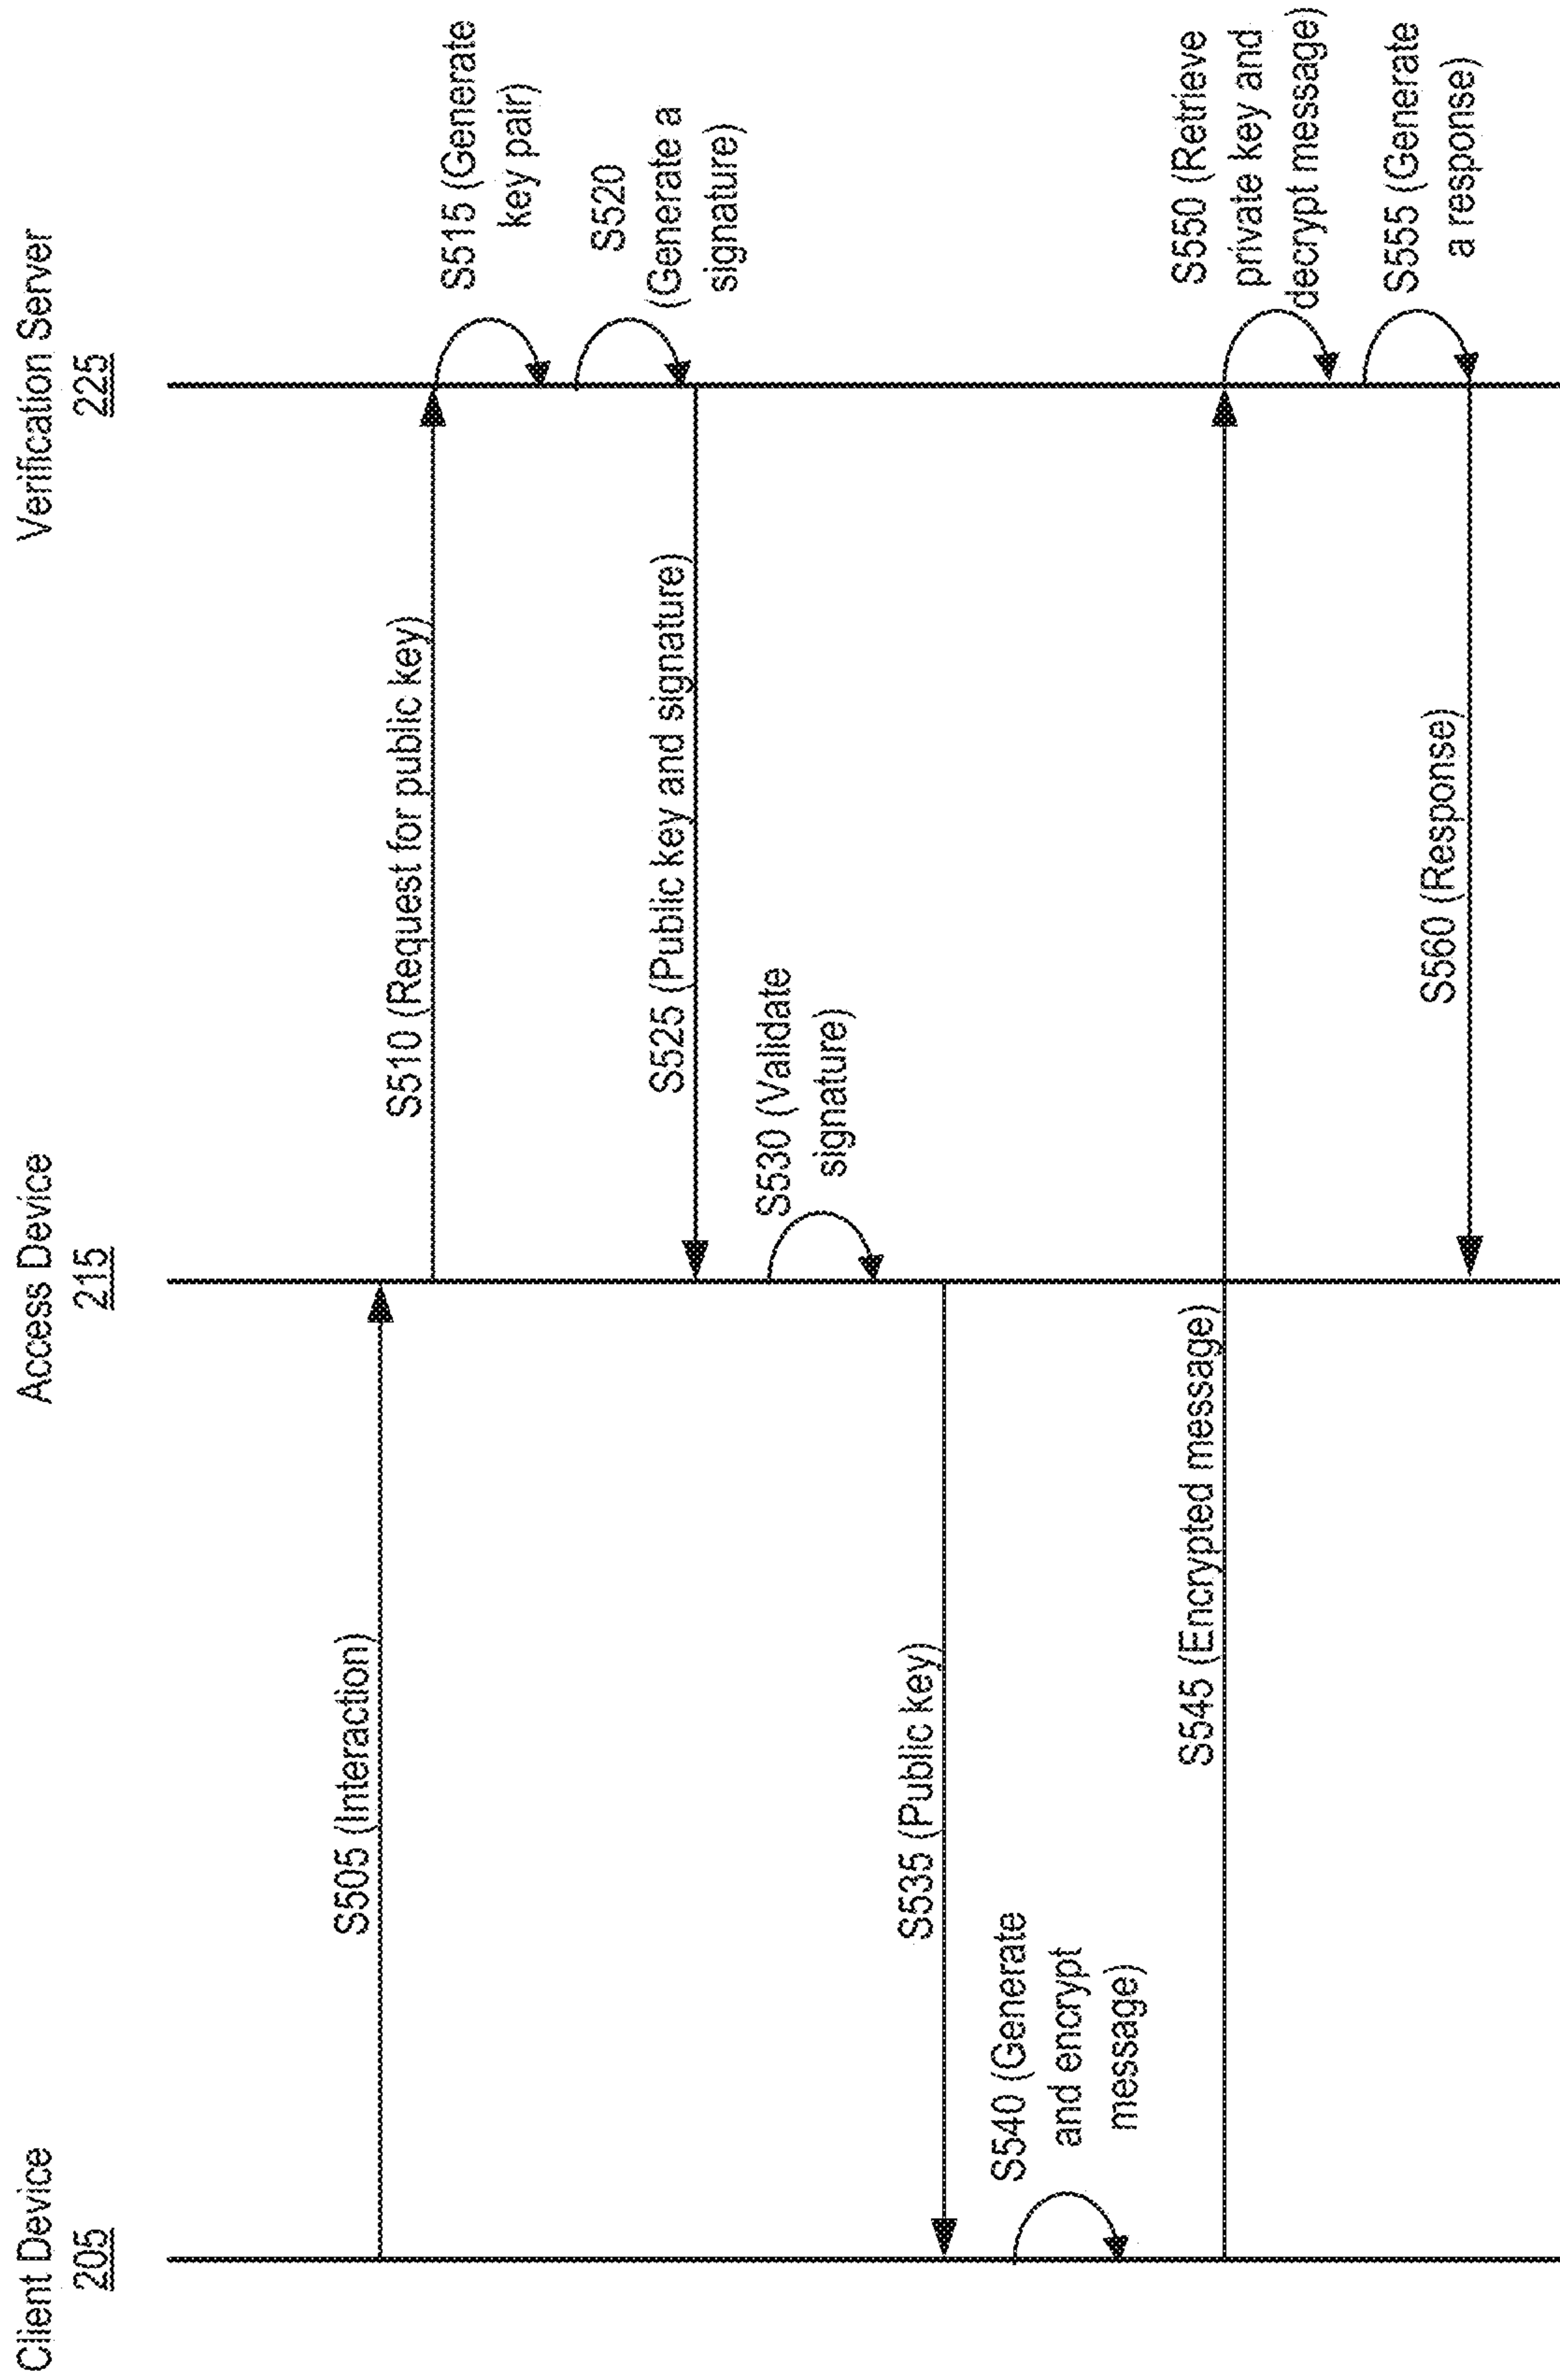 Client Device
205
Access Device
215
Verification Server
225
S505 (Interaction)
S510 (Request for public key)
S515 (Generate
key pair)
S520
(Generate a
signature)
S525 (Public key and signature)
S530 (Validate
signature)
S535 (Public key)
S540 (Generate
and encrypt
message)
S545 (Encrypted message)
S550 (Retrieve
private key and
decrypt message)
S555 (Generate
a response)
S560 (Response)